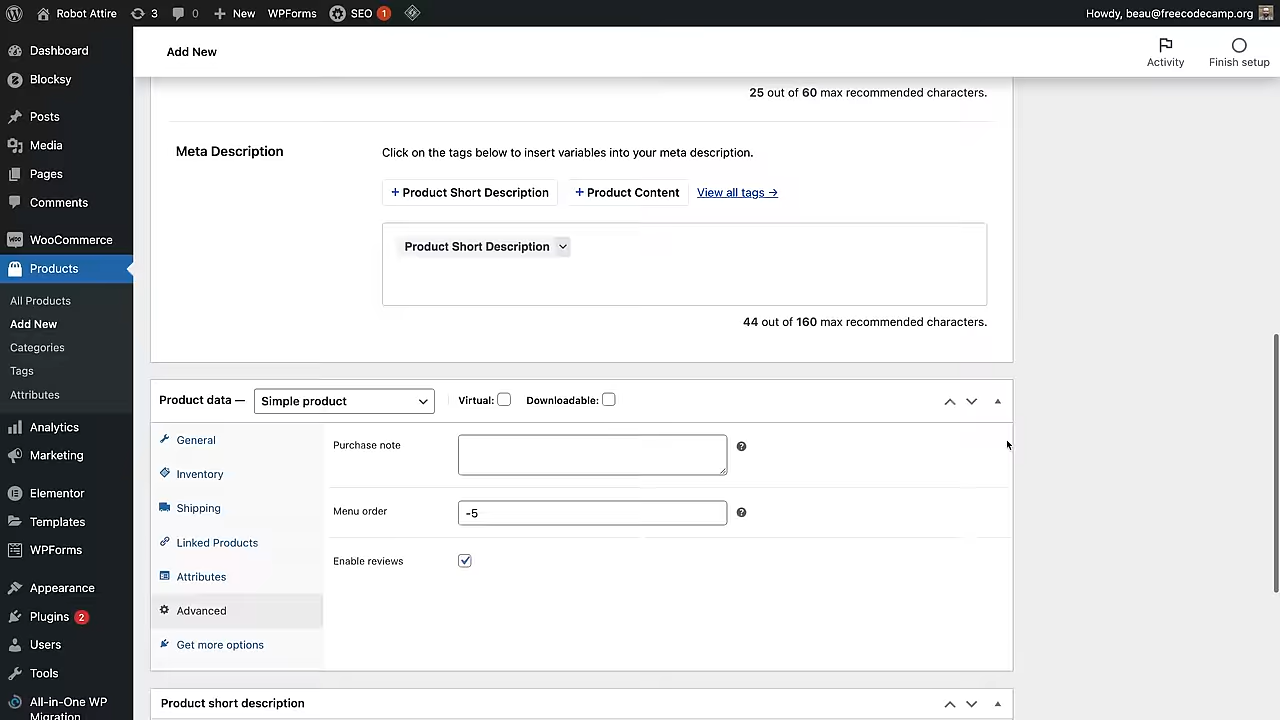 Robot Attire
3
0
New
WPForms
SEO
1
Howdy, beau@freecodecamp.org
Dashboard
Blocksy
Posts
Media
Pages
Comments
WooCommerce
Products
All Products
Add New
Categories
Tags
Attributes
Analytics
Marketing
Elementor
Templates
WPForms
Appearance
Plugins 2
Users
Tools
All-in-One WP
Migration
Add New
Activity
Finish setup
25 out of 60 max recommended characters.
Meta Description
Click on the tags below to insert variables into your meta description.
+ Product Short Description
+ Product Content
View all tags →
Product Short Description
44 out of 160 max recommended characters.
Product data —
Simple product
Virtual:
Downloadable:
General
Inventory
Shipping
Linked Products
Attributes
Advanced
Get more options
Purchase note
Menu order
-5
Enable reviews
Product short description